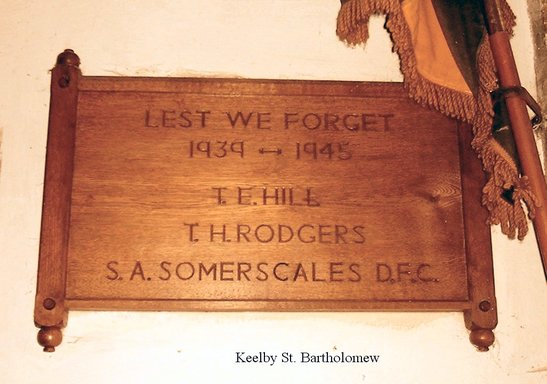 LEST WE FORGET
1939 ↔ 1945
T. E. HILL
T. H. RODGERS
S. A. SOMERSCALES D.F.C.
Keelby St. Bartholomew